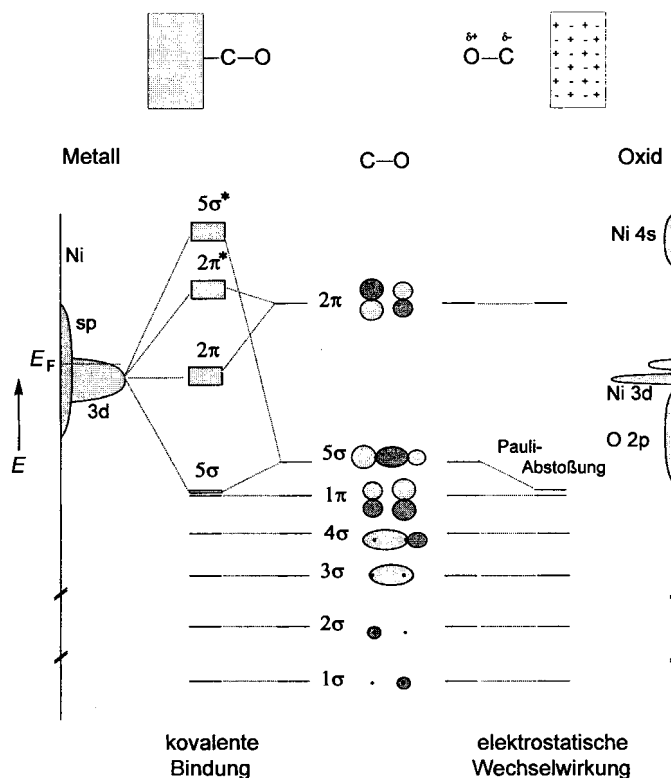 C–O
δ+ δ-
O–C
Metall
C–O
Oxid
5σ*
Ni
Ni 4s
2π*
2π
sp
E_F
2π
3d
Ni 3d
E
5σ
Pauli-
Abstoßung
O 2p
5σ
1π
4σ
3σ
2σ
1σ
kovalente
Bindung
elektrostatische
Wechselwirkung